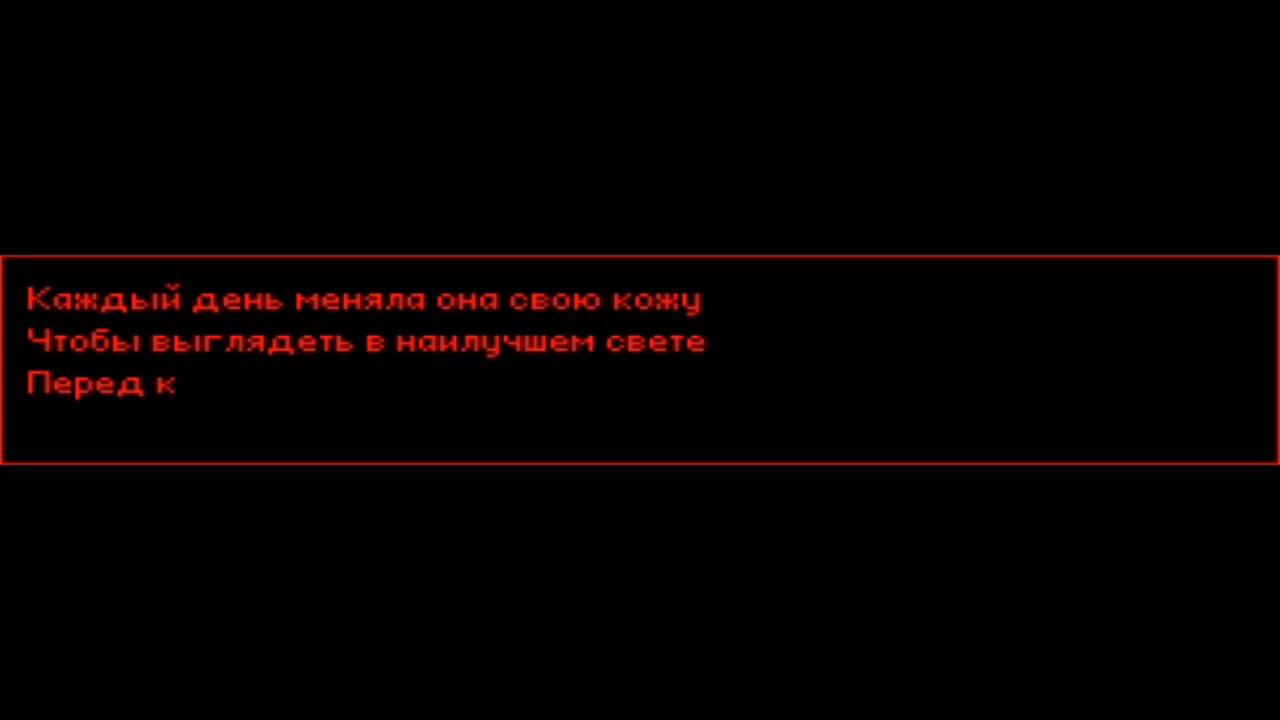 Каждый день меняла она свою кожу
Чтобы выглядеть в наилучшем свете
Перед к